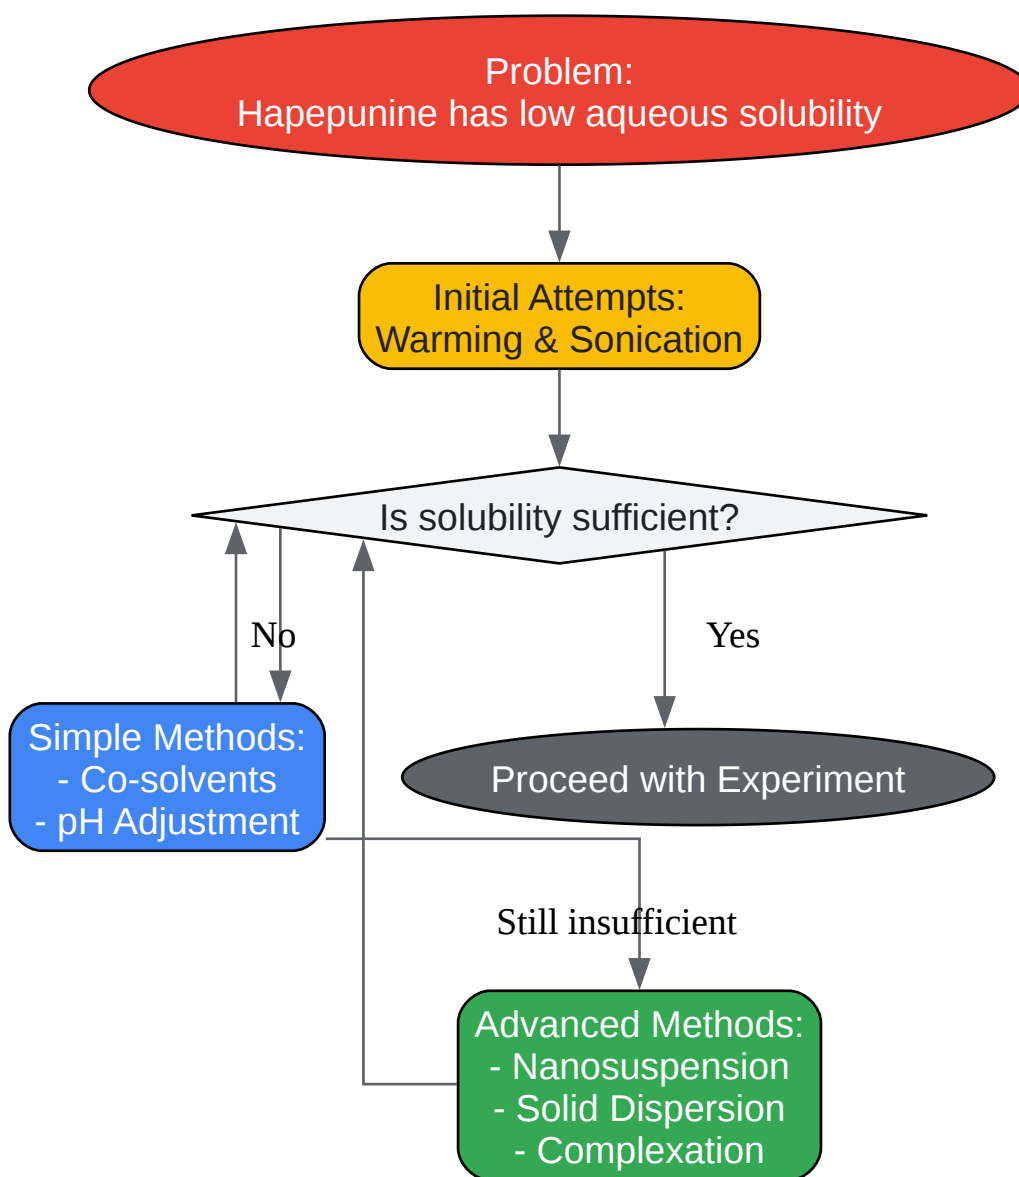 Problem:
Hapepunine has low aqueous solubility
Initial Attempts:
Warming & Sonication
Is solubility sufficient?
No
Yes
Simple Methods:
- Co-solvents
- pH Adjustment
Proceed with Experiment
Still insufficient
Advanced Methods:
- Nanosuspension
- Solid Dispersion
- Complexation